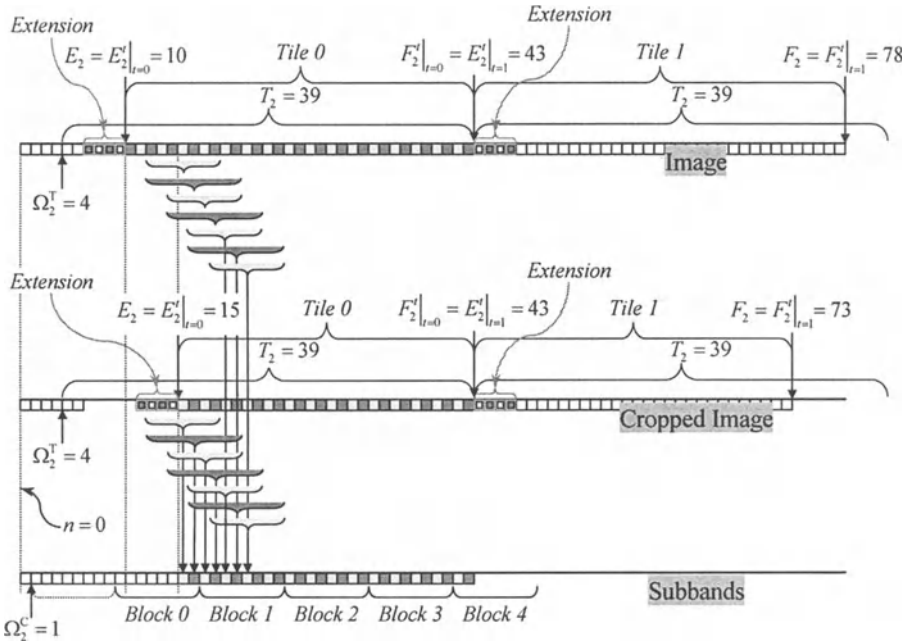 Extension
Extension
E₂ = E₂ᵗ|ₜ₌₀ = 10
Tile 0
F₂ᵗ|ₜ₌₀ = E₂ᵗ|ₜ₌₁ = 43
Tile 1
F₂ = F₂ᵗ|ₜ₌₁ = 78
T₂ = 39
T₂ = 39
Image
Ω₂ᵀ = 4
Extension
Extension
E₂ = E₂ᵗ|ₜ₌₀ = 15
Tile 0
F₂ᵗ|ₜ₌₀ = E₂ᵗ|ₜ₌₁ = 43
Tile 1
F₂ = F₂ᵗ|ₜ₌₁ = 73
T₂ = 39
T₂ = 39
Cropped Image
Ω₂ᵀ = 4
n = 0
Subbands
Block 0 Block 1 Block 2 Block 3 Block 4
Ω₂ᶜ = 1